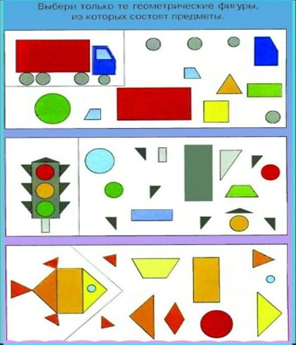 Выбери только те геометрические фигуры,
из которых состоят предметы.